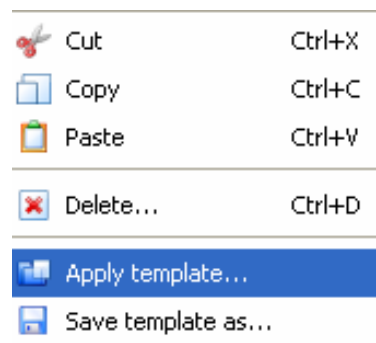 Cut Ctrl+X
Copy Ctrl+C
Paste Ctrl+V
Delete... Ctrl+D
Apply template...
Save template as...